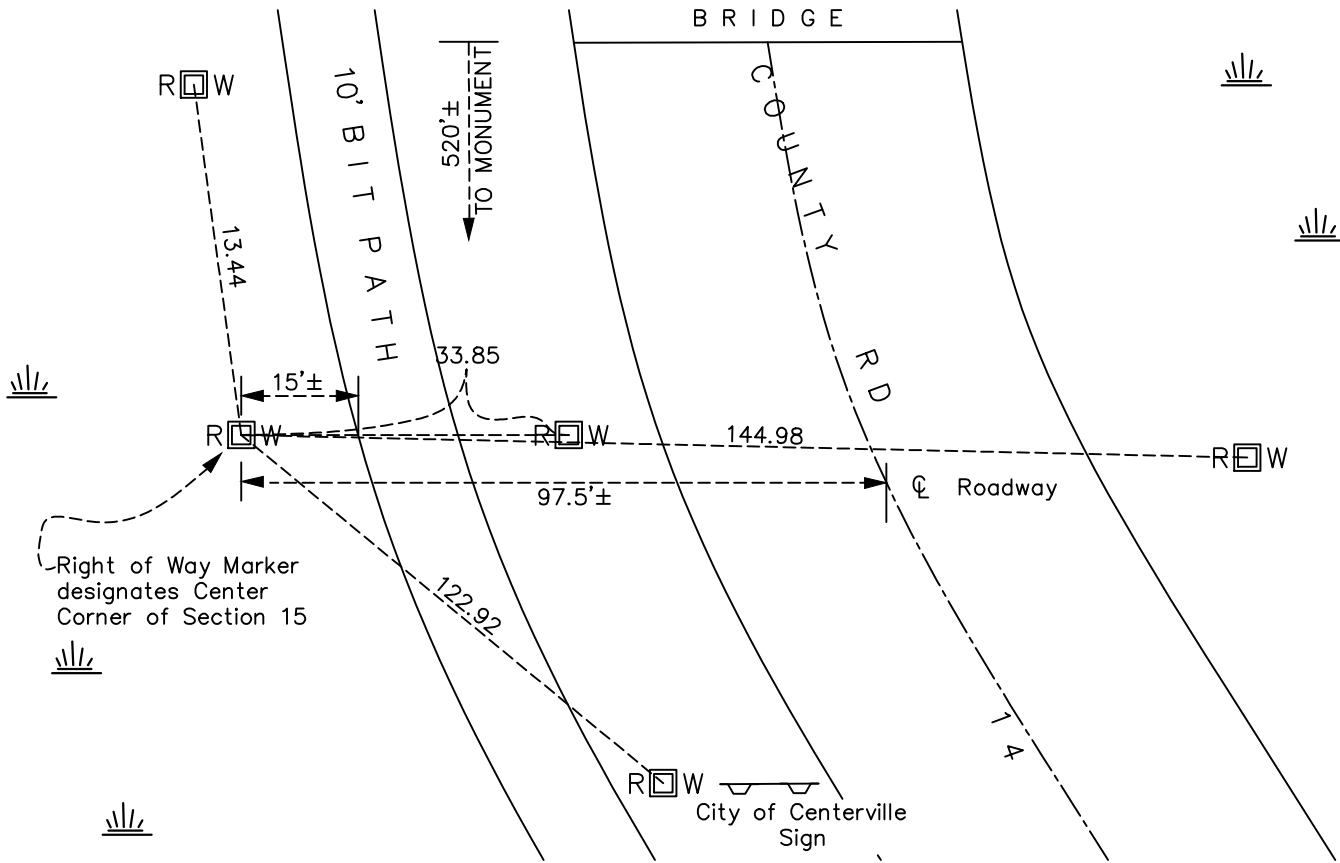 BRIDGE
R W
10' BIT PATH
520'±
TO MONUMENT
COUNTY RD 14
13.44
33.85
15'±
R W
R W
144.98
R W
97.5'±
℄ Roadway
Right of Way Marker
designates Center
Corner of Section 15
122.92
R W
City of Centerville
Sign